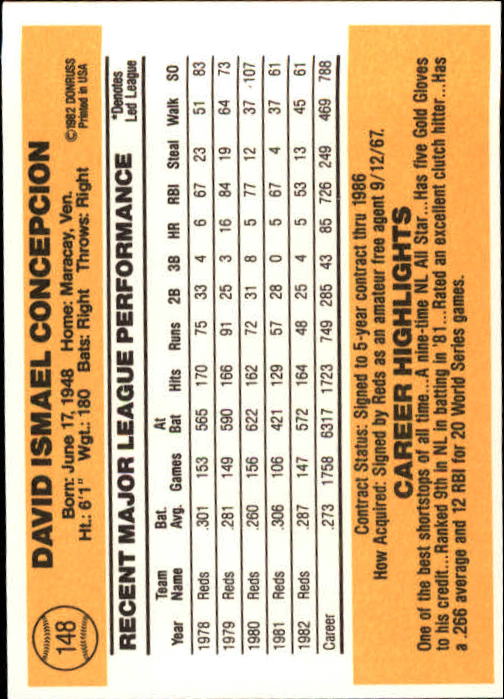 148
DAVID ISMAEL CONCEPCION
Born: June 17, 1948 Home: Maracay, Ven.
Ht.: 6'1" Wgt.: 180 Bats: Right Throws: Right
©1982 DONRUSS
Printed in USA
RECENT MAJOR LEAGUE PERFORMANCE
*Denotes
Led League
Year Team Name Bat. Avg. Games At Bat Hits Runs 2B 3B HR RBI Steal Walk SO
1978 Reds .301 153 565 170 75 33 4 6 67 23 51 83
1979 Reds .281 149 590 166 91 25 3 16 84 19 64 73
1980 Reds .260 156 622 162 72 31 8 5 77 12 37 107
1981 Reds .306 106 421 129 57 28 0 5 67 4 37 61
1982 Reds .287 147 572 164 48 25 4 5 53 13 45 61
Career .273 1758 6317 1723 749 285 43 85 726 249 469 788
Contract Status: Signed to 5-year contract thru 1986
How Acquired: Signed by Reds as an amateur free agent 9/12/67.
CAREER HIGHLIGHTS
One of the best shortstops of all time...A nine-time NL All Star...Has five Gold Gloves
to his credit...Ranked 9th in NL in batting in '81...Rated an excellent clutch hitter...Has
a .266 average and 12 RBI for 20 World Series games.